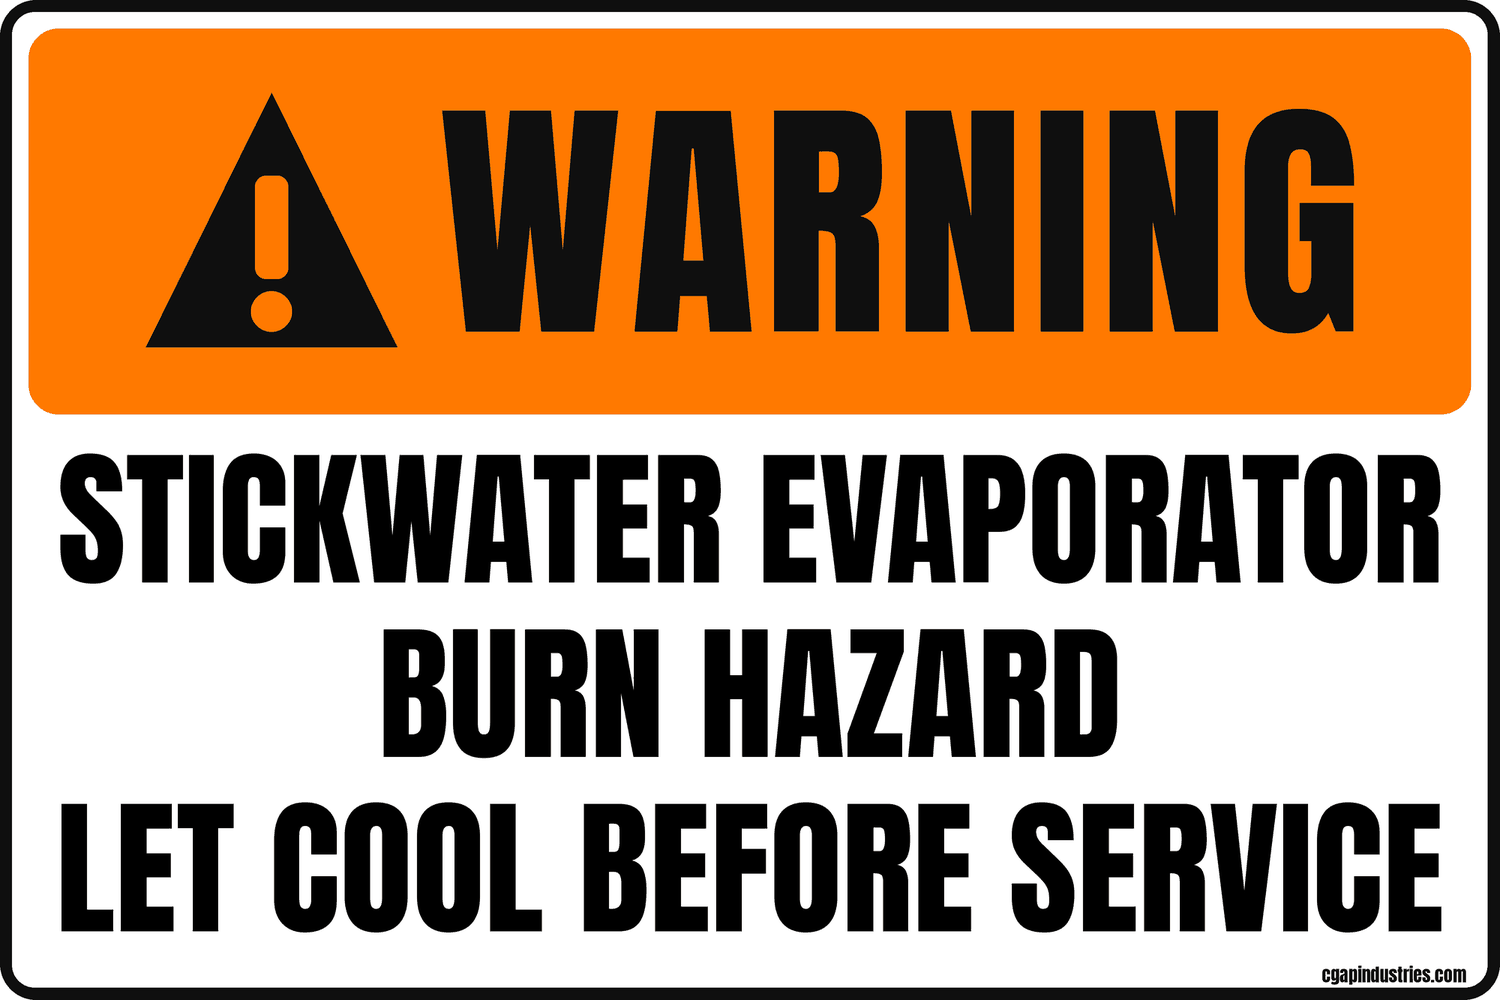 WARNING
STICKWATER EVAPORATOR
BURN HAZARD
LET COOL BEFORE SERVICE
cgapindustries.com